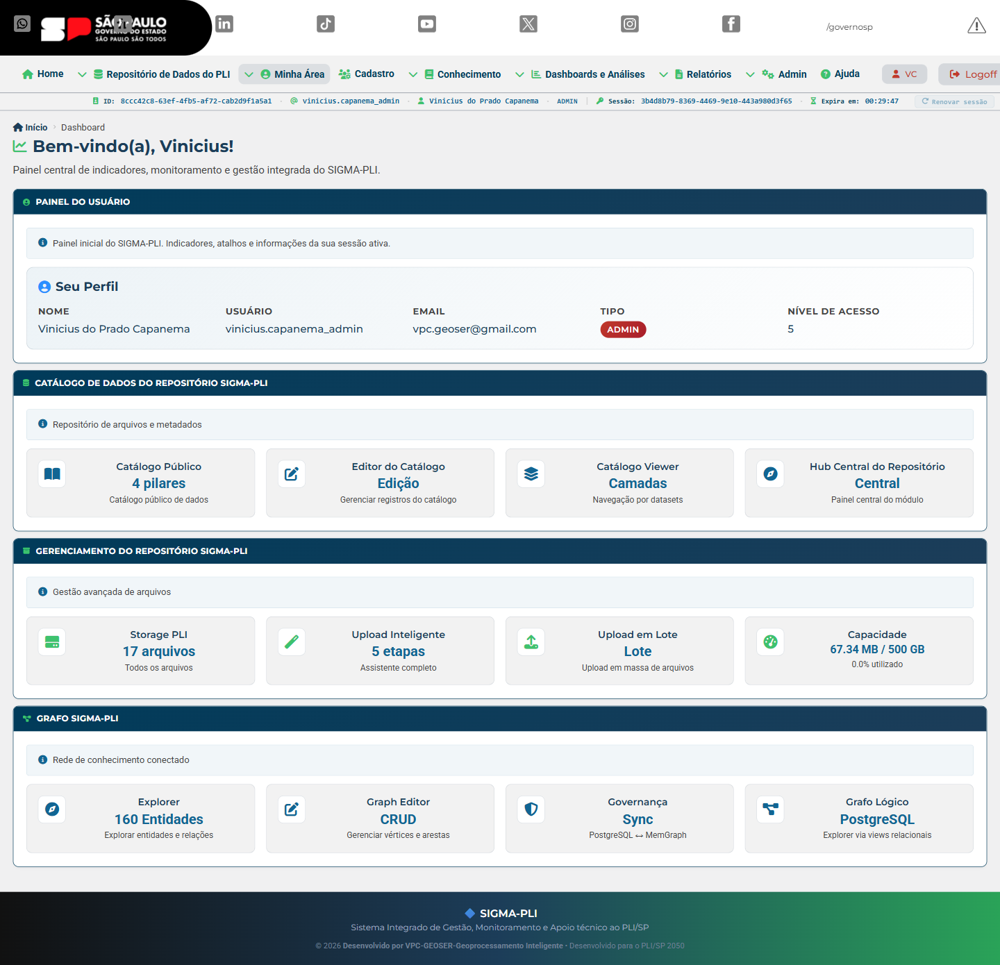 SÃO PAULO
GOVERNO DO ESTADO
SÃO PAULO SÃO TODOS
/governosp
Home
Repositório de Dados do PLI
Minha Área
Cadastro
Conhecimento
Dashboards e Análises
Relatórios
Admin
Ajuda
VC
Logoff
ID: 8ccc42c8-63ef-4fb5-af72-cab2d9f1a5a1 · vinicius.capanema_admin · Vinicius do Prado Capanema · ADMIN | Sessão: 3b4d8b79-8369-4469-9e10-443a980d3f65 · Expira em: 00:29:47
Renovar sessão
Início › Dashboard
Bem-vindo(a), Vinicius!
Painel central de indicadores, monitoramento e gestão integrada do SIGMA-PLI.
PAINEL DO USUÁRIO
Painel inicial do SIGMA-PLI. Indicadores, atalhos e informações da sua sessão ativa.
Seu Perfil
NOME
Vinicius do Prado Capanema
USUÁRIO
vinicius.capanema_admin
EMAIL
vpc.geoser@gmail.com
TIPO
ADMIN
NÍVEL DE ACESSO
5
CATÁLOGO DE DADOS DO REPOSITÓRIO SIGMA-PLI
Repositório de arquivos e metadados
Catálogo Público
4 pilares
Catálogo público de dados
Editor do Catálogo
Edição
Gerenciar registros do catálogo
Catálogo Viewer
Camadas
Navegação por datasets
Hub Central do Repositório
Central
Painel central do módulo
GERENCIAMENTO DO REPOSITÓRIO SIGMA-PLI
Gestão avançada de arquivos
Storage PLI
17 arquivos
Todos os arquivos
Upload Inteligente
5 etapas
Assistente completo
Upload em Lote
Lote
Upload em massa de arquivos
Capacidade
67.34 MB / 500 GB
0.0% utilizado
GRAFO SIGMA-PLI
Rede de conhecimento conectado
Explorer
160 Entidades
Explorar entidades e relações
Graph Editor
CRUD
Gerenciar vértices e arestas
Governança
Sync
PostgreSQL ↔ MemGraph
Grafo Lógico
PostgreSQL
Explorar via views relacionais
SIGMA-PLI
Sistema Integrado de Gestão, Monitoramento e Apoio técnico ao PLI/SP
© 2026 Desenvolvido por VPC-GEOSER-Geoprocessamento Inteligente • Desenvolvido para o PLI/SP 2050